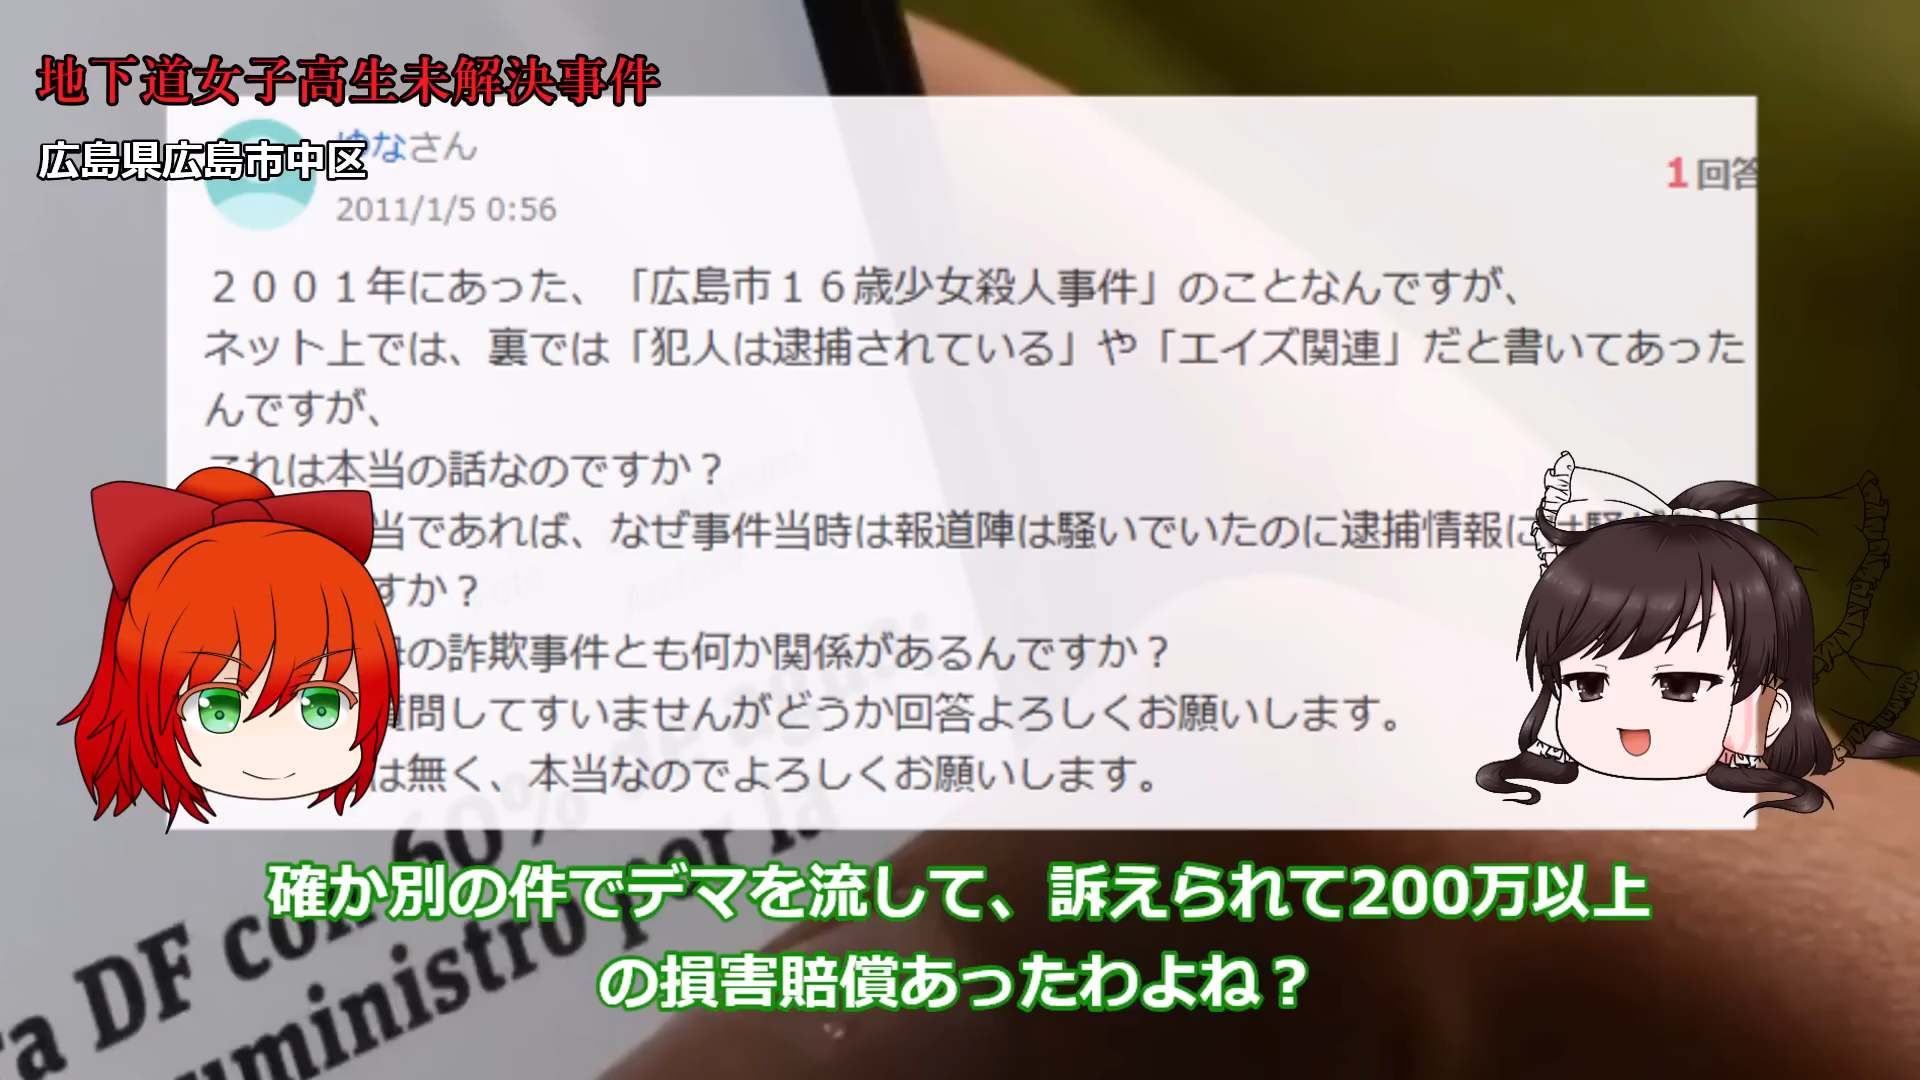 地下道女子高生未解決事件
広島県広島市中区
なさん
2011/1/5 0:56
1回答
２００１年にあった、「広島市１６歳少女殺人事件」のことなんですが、
ネット上では、裏では「犯人は逮捕されている」や「エイズ関連」だと書いてあった
んですが、
これは本当の話なのですか？
当であれば、なぜ事件当時は報道陣は騒いでいたのに逮捕情報に
すか？
の詐欺事件とも何か関係があるんですか？
質問してすいませんがどうか回答よろしくお願いします。
は無く、本当なのでよろしくお願いします。
a DF con 60% de agu
uministro por la
確か別の件でデマを流して、訴えられて200万以上
の損害賠償あったわよね？